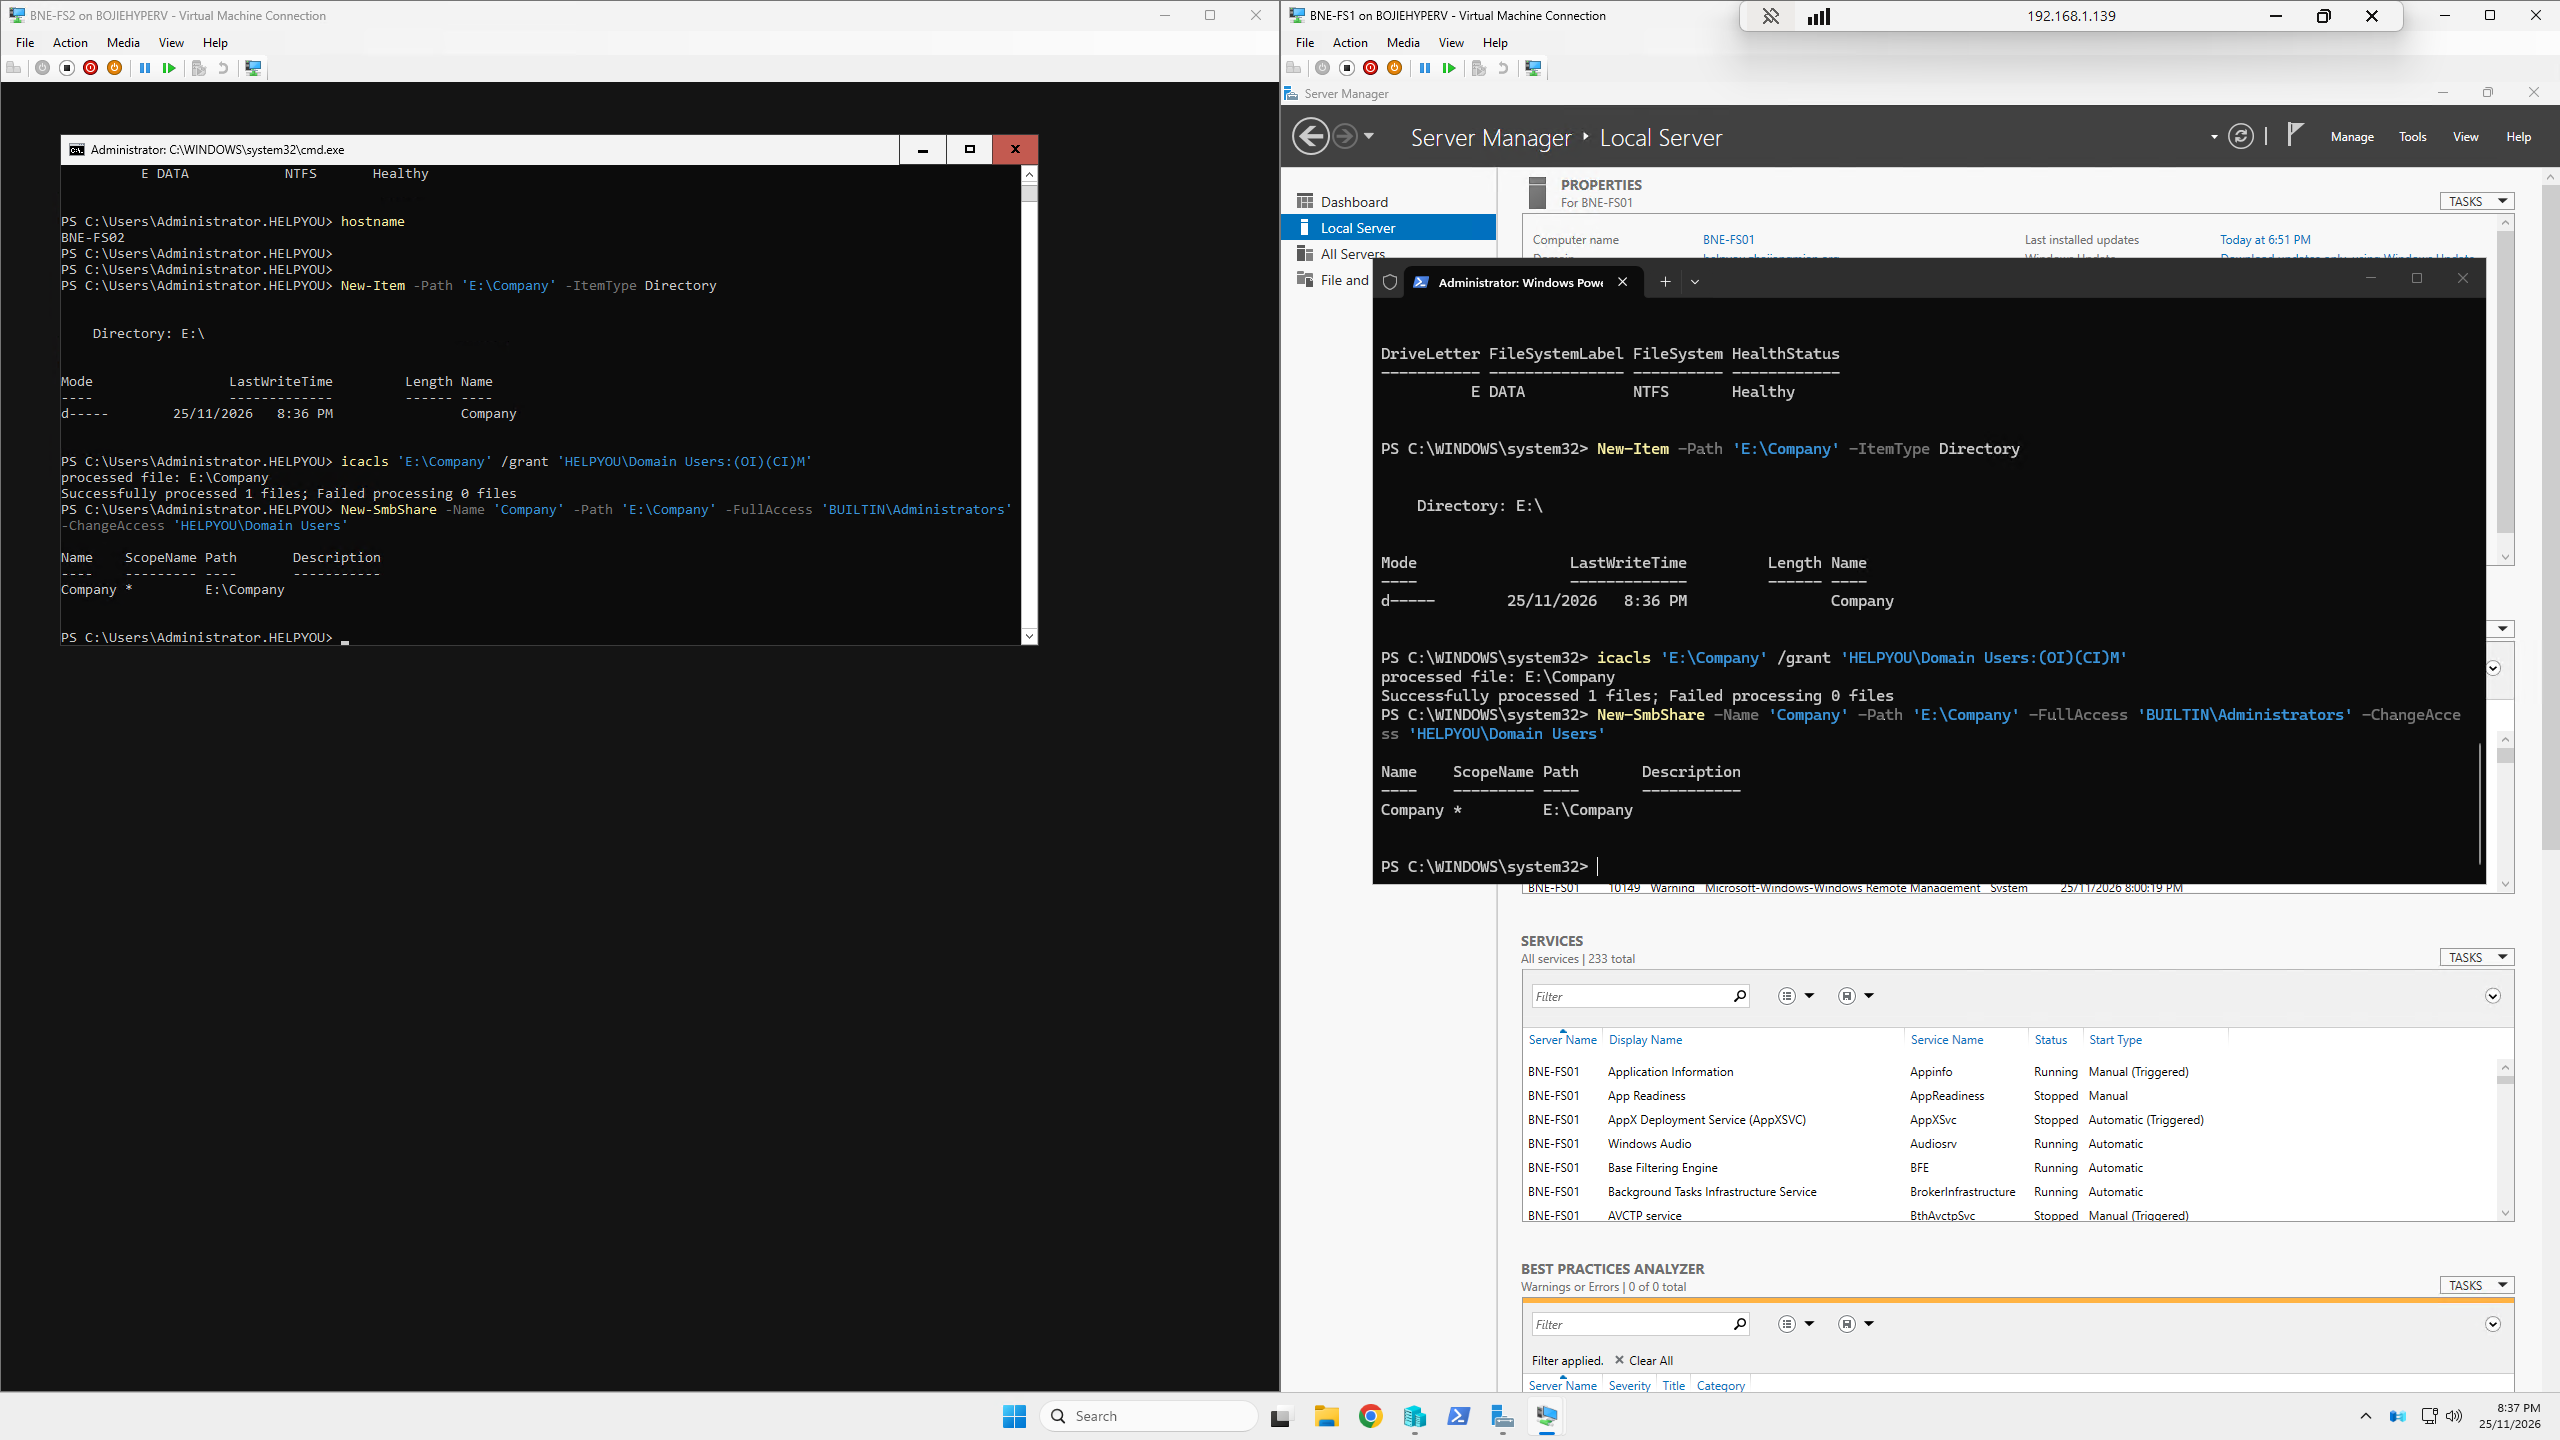 BNE-FS2 on BOJIEHYPERV - Virtual Machine Connection
File Action Media View Help
Administrator: C:\WINDOWS\system32\cmd.exe
E DATA NTFS Healthy
PS C:\Users\Administrator.HELPYOU> hostname
BNE-FS02
PS C:\Users\Administrator.HELPYOU>
PS C:\Users\Administrator.HELPYOU>
PS C:\Users\Administrator.HELPYOU> New-Item -Path 'E:\Company' -ItemType Directory
Directory: E:\
Mode LastWriteTime Length Name
---- ------------- ------ ----
d----- 25/11/2026 8:36 PM Company
PS C:\Users\Administrator.HELPYOU> icacls 'E:\Company' /grant 'HELPYOU\Domain Users:(OI)(CI)M'
processed file: E:\Company
Successfully processed 1 files; Failed processing 0 files
PS C:\Users\Administrator.HELPYOU> New-SmbShare -Name 'Company' -Path 'E:\Company' -FullAccess 'BUILTIN\Administrators'
-ChangeAccess 'HELPYOU\Domain Users'
Name ScopeName Path Description
---- --------- ---- -----------
Company * E:\Company
PS C:\Users\Administrator.HELPYOU>
BNE-FS1 on BOJIEHYPERV - Virtual Machine Connection
192.168.1.139
File Action Media View Help
Server Manager
Server Manager ‣ Local Server
Manage Tools View Help
Dashboard
Local Server
All Servers
File and
PROPERTIES
For BNE-FS01
TASKS
Computer name BNE-FS01 Last installed updates Today at 6:51 PM
Administrator: Windows Powe
DriveLetter FileSystemLabel FileSystem HealthStatus
----------- --------------- ---------- ------------
E DATA NTFS Healthy
PS C:\WINDOWS\system32> New-Item -Path 'E:\Company' -ItemType Directory
Directory: E:\
Mode LastWriteTime Length Name
---- ------------- ------ ----
d----- 25/11/2026 8:36 PM Company
PS C:\WINDOWS\system32> icacls 'E:\Company' /grant 'HELPYOU\Domain Users:(OI)(CI)M'
processed file: E:\Company
Successfully processed 1 files; Failed processing 0 files
PS C:\WINDOWS\system32> New-SmbShare -Name 'Company' -Path 'E:\Company' -FullAccess 'BUILTIN\Administrators' -ChangeAcce
ss 'HELPYOU\Domain Users'
Name ScopeName Path Description
---- --------- ---- -----------
Company * E:\Company
PS C:\WINDOWS\system32>
BNE-FS01 10149 Warning Microsoft-Windows-Windows Remote Management System 25/11/2026 8:00:19 PM
SERVICES
All services | 233 total
TASKS
Filter
Server Name Display Name Service Name Status Start Type
BNE-FS01 Application Information Appinfo Running Manual (Triggered)
BNE-FS01 App Readiness AppReadiness Stopped Manual
BNE-FS01 AppX Deployment Service (AppXSVC) AppXSvc Stopped Automatic (Triggered)
BNE-FS01 Windows Audio Audiosrv Running Automatic
BNE-FS01 Base Filtering Engine BFE Running Automatic
BNE-FS01 Background Tasks Infrastructure Service BrokerInfrastructure Running Automatic
BNE-FS01 AVCTP service BthAvctpSvc Stopped Manual (Triggered)
BEST PRACTICES ANALYZER
Warnings or Errors | 0 of 0 total
TASKS
Filter
Filter applied. ✕ Clear All
Server Name Severity Title Category
Search
8:37 PM
25/11/2026